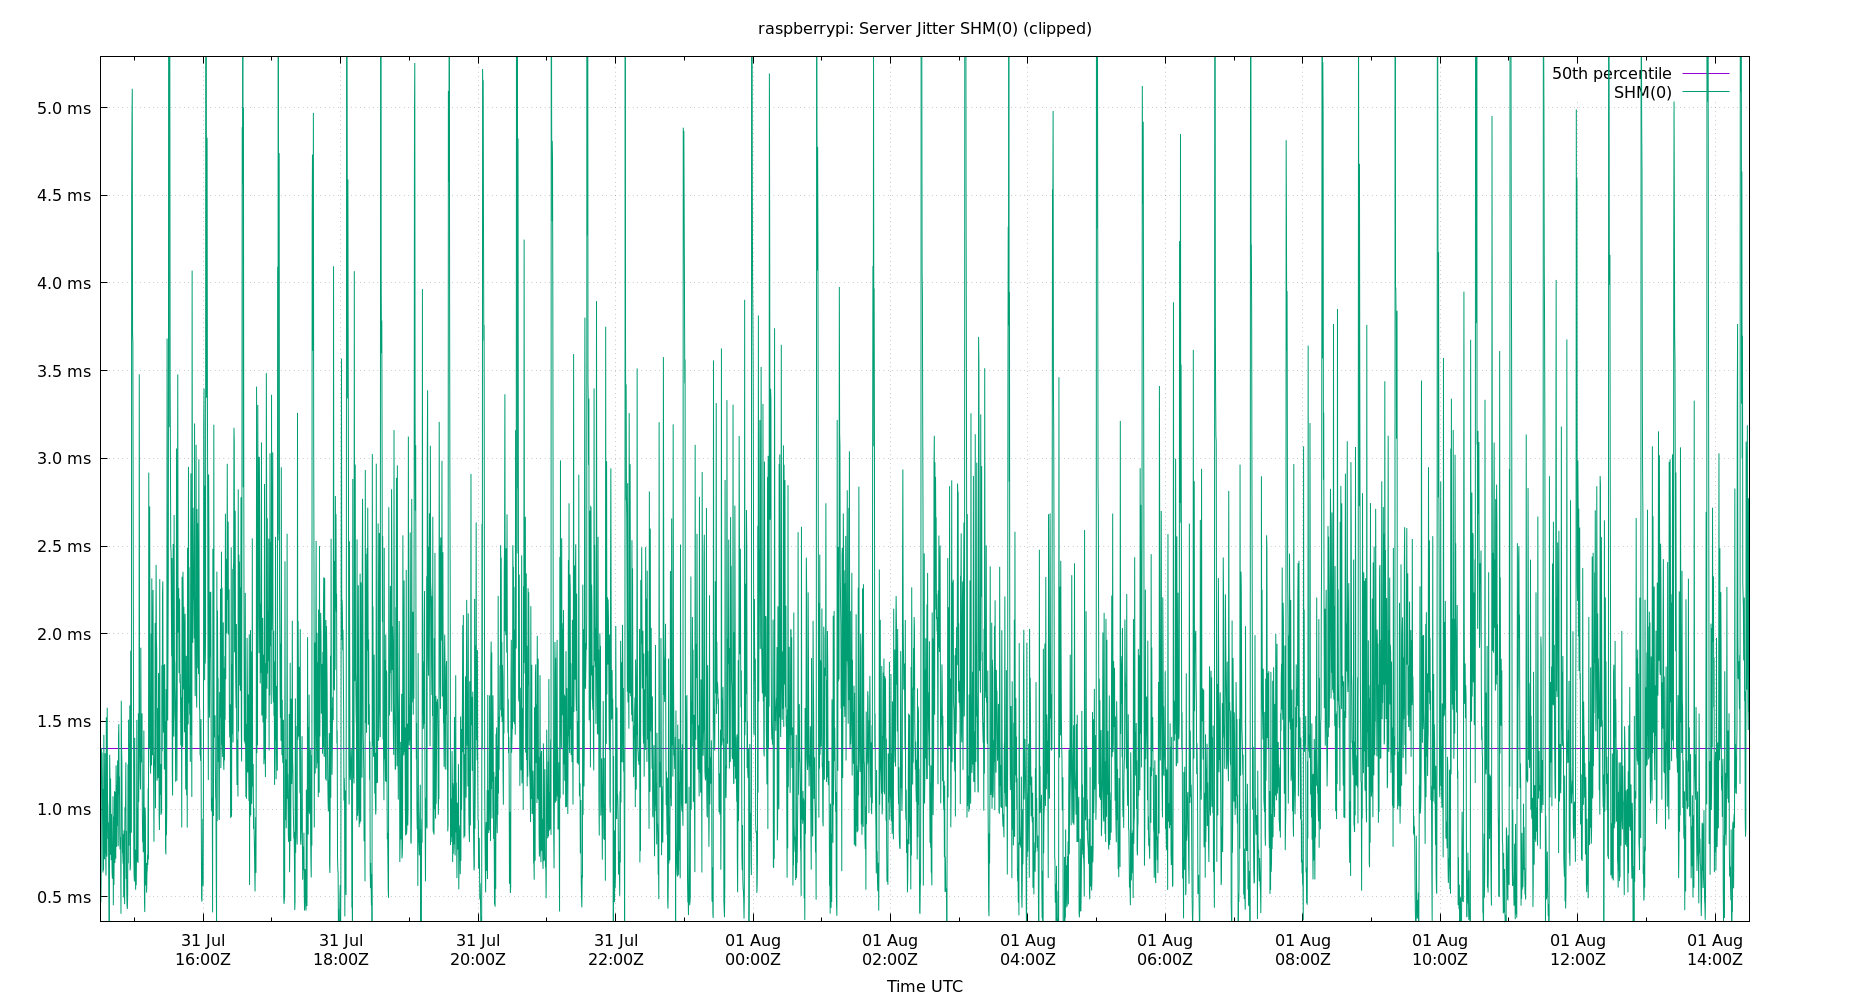 raspberrypi: Server Jitter SHM(0) (clipped)
50th percentile
SHM(0)
5.0 ms
4.5 ms
4.0 ms
3.5 ms
3.0 ms
2.5 ms
2.0 ms
1.5 ms
1.0 ms
0.5 ms
31 Jul 31 Jul 31 Jul 31 Jul 01 Aug 01 Aug 01 Aug 01 Aug 01 Aug 01 Aug 01 Aug 01 Aug
16:00Z 18:00Z 20:00Z 22:00Z 00:00Z 02:00Z 04:00Z 06:00Z 08:00Z 10:00Z 12:00Z 14:00Z
Time UTC